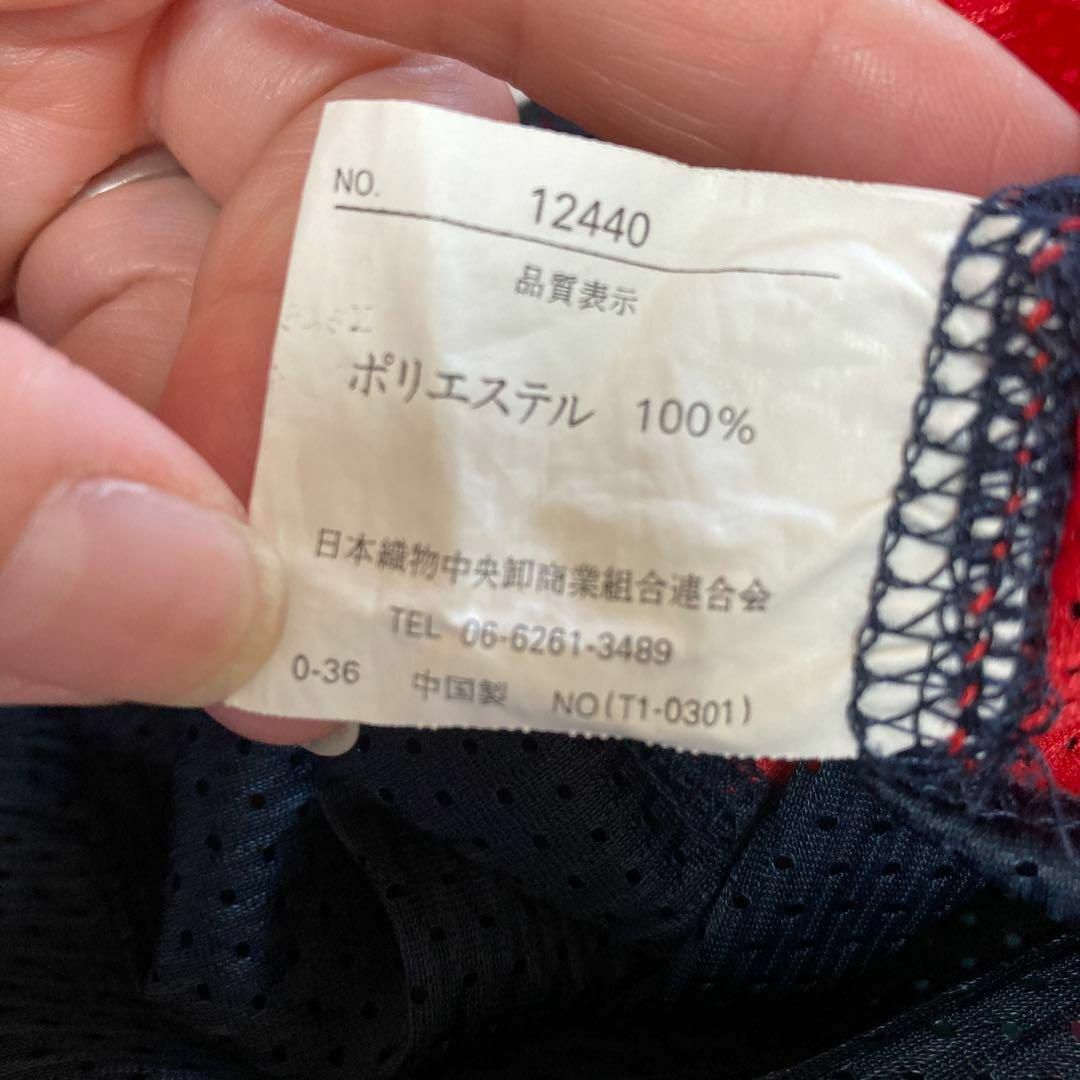 NO. 12440
品質表示
ポリエステル 100%
日本織物中央卸商業組合連合会
TEL 06-6261-3489
0-36 中国製 NO(T1-0301)